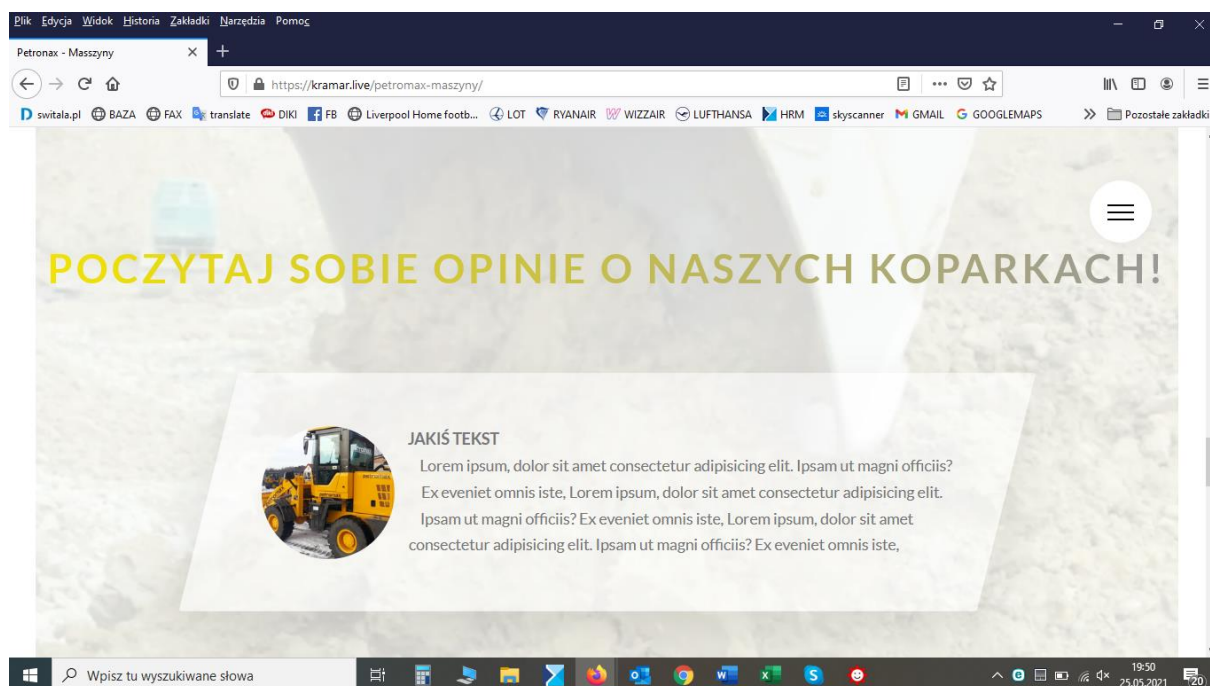 Plik Edycja Widok Historia Zakładki Narzędzia Pomoc
Petronax - Masszyny
https://kramar.live/petromax-maszyny/
switala.pl BAZA FAX translate DIKI FB Liverpool Home footb... LOT RYANAIR WIZZAIR LUFTHANSA HRM skyscanner GMAIL GOOGLEMAPS Pozostałe zakładki
POCZYTAJ SOBIE OPINIE O NASZYCH KOPARKACH!
JAKIŚ TEKST
Lorem ipsum, dolor sit amet consectetur adipisicing elit. Ipsam ut magni officiis?
Ex eveniet omnis iste, Lorem ipsum, dolor sit amet consectetur adipisicing elit.
Ipsam ut magni officiis? Ex eveniet omnis iste, Lorem ipsum, dolor sit amet
consectetur adipisicing elit. Ipsam ut magni officiis? Ex eveniet omnis iste,
Wpisz tu wyszukiwane słowa
19:50
25.05.2021
20